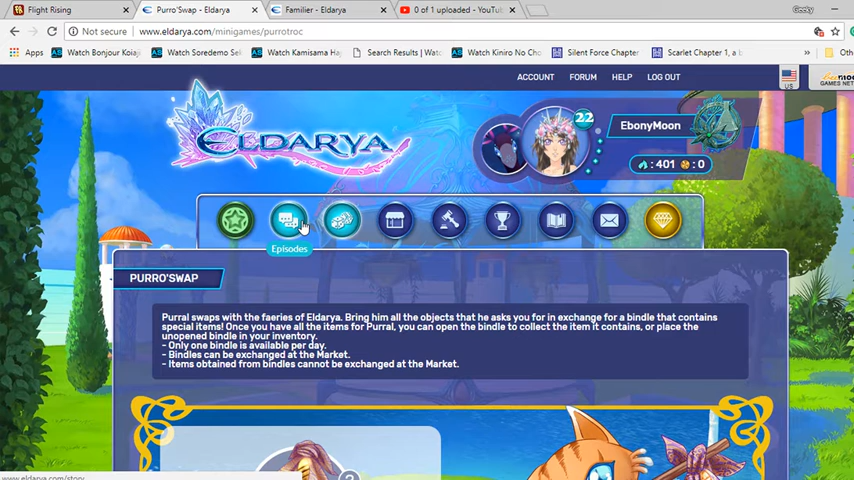 Flight Rising
Purro'Swap - Eldarya
Familier - Eldarya
0 of 1 uploaded - YouTu
Geeky
Not secure
www.eldarya.com/minigames/purrotroc
Apps
Watch Bonjour Koiaj
Watch Soredemo Sek
Watch Kamisama Haj
Search Results | Watc
Watch Kiniro No Cho
Silent Force Chapter
Scarlet Chapter 1, a b
»
ACCOUNT
FORUM
HELP
LOG OUT
US
GAMES NET
ELDARYA
22
EbonyMoon
: 401
: 0
Episodes
PURRO'SWAP
Purral swaps with the faeries of Eldarya. Bring him all the objects that he asks you for in exchange for a bindle that contains
special items! Once you have all the items for Purral, you can open the bindle to collect the item it contains, or place the
unopened bindle in your inventory.
- Only one bindle is available per day.
- Bindles can be exchanged at the Market.
- Items obtained from bindles cannot be exchanged at the Market.
www.eldarya.com/story